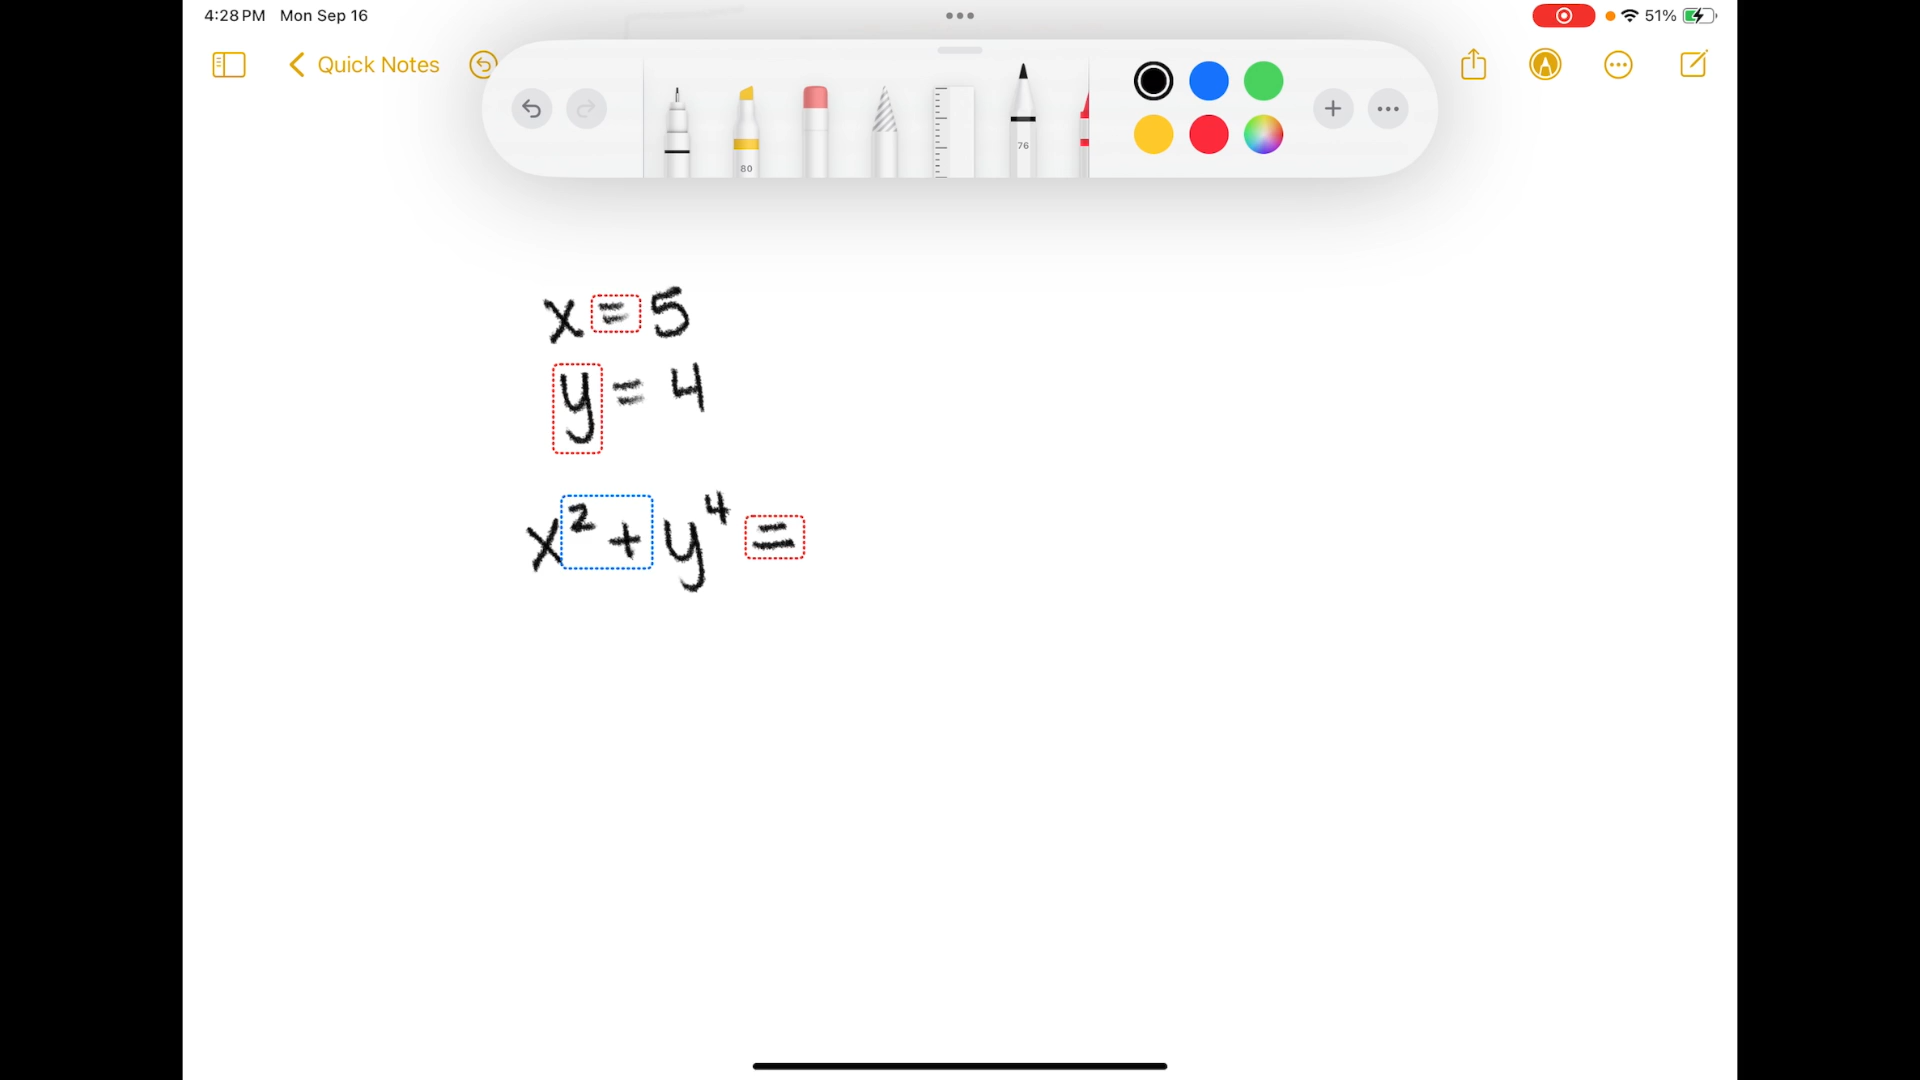 4:28 PM Mon Sep 16
51%
Quick Notes
80
76
x = 5
y = 4
x² + y⁴ =